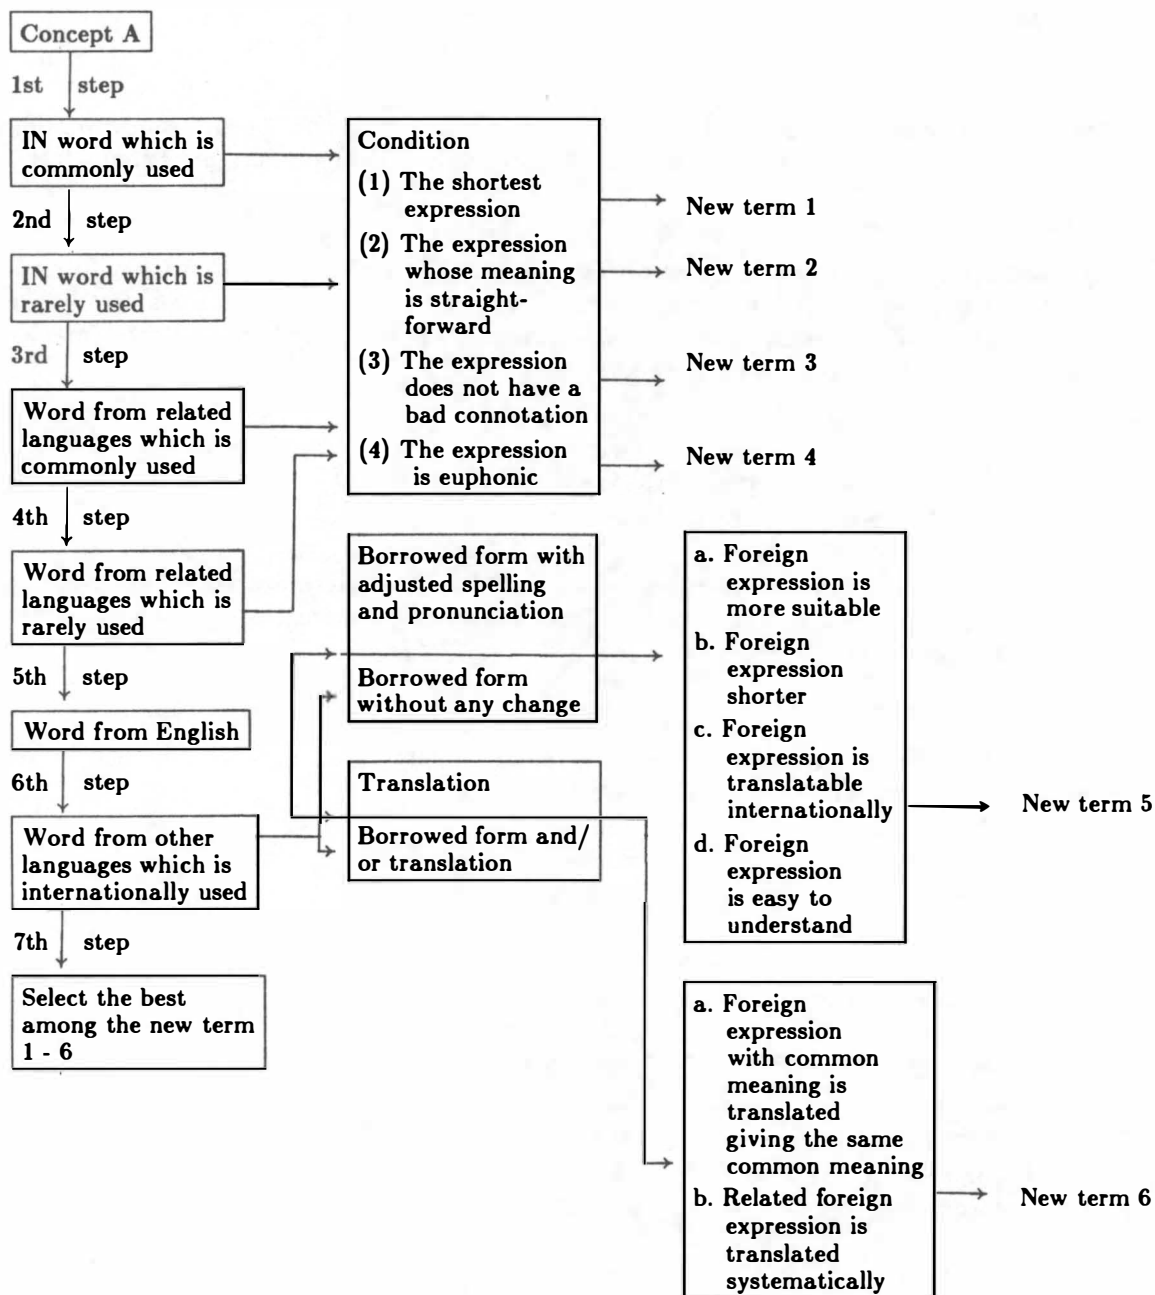 Concept A
1st step
IN word which is
commonly used
2nd step
IN word which is
rarely used
3rd step
Word from related
languages which is
commonly used
4th step
Word from related
languages which is
rarely used
5th step
Word from English
6th step
Word from other
languages which is
internationally used
7th step
Select the best
among the new term
1 - 6
Condition
(1) The shortest
expression
(2) The expression
whose meaning
is straight-
forward
(3) The expression
does not have a
bad connotation
(4) The expression
is euphonic
New term 1
New term 2
New term 3
New term 4
Borrowed form with
adjusted spelling
and pronunciation
Borrowed form
without any change
Translation
Borrowed form and/
or translation
a. Foreign
expression is
more suitable
b. Foreign
expression
shorter
c. Foreign
expression is
translatable
internationally
d. Foreign
expression
is easy to
understand
New term 5
a. Foreign
expression
with common
meaning is
translated
giving the same
common meaning
b. Related foreign
expression is
translated
systematically
New term 6